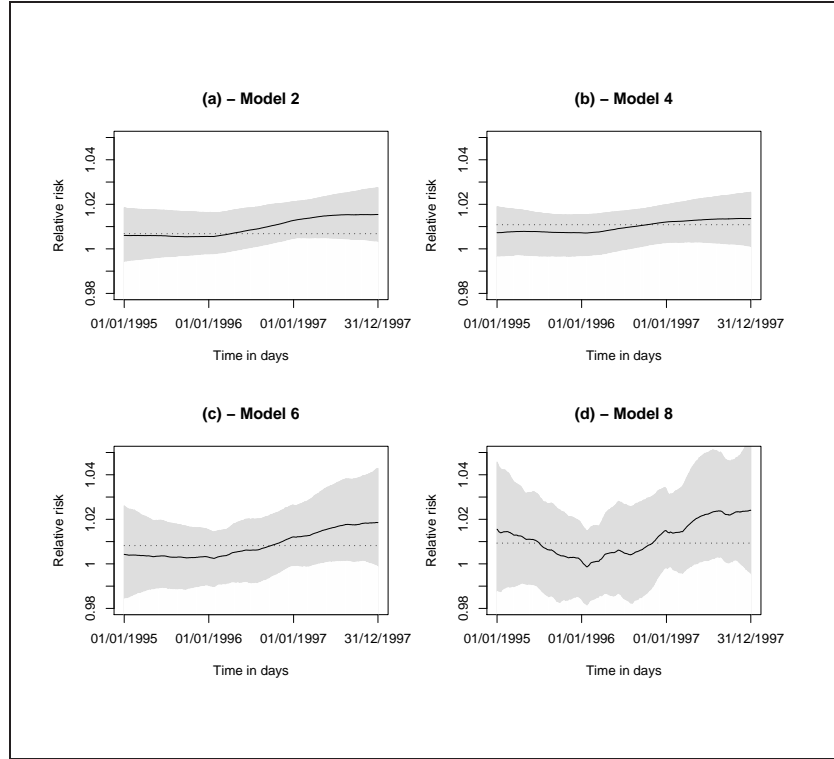 (a) – Model 2
Relative risk
0.98 1 1.02 1.04
01/01/1995 01/01/1996 01/01/1997 31/12/1997
Time in days
(b) – Model 4
Relative risk
0.98 1 1.02 1.04
01/01/1995 01/01/1996 01/01/1997 31/12/1997
Time in days
(c) – Model 6
Relative risk
0.98 1 1.02 1.04
01/01/1995 01/01/1996 01/01/1997 31/12/1997
Time in days
(d) – Model 8
Relative risk
0.98 1 1.02 1.04
01/01/1995 01/01/1996 01/01/1997 31/12/1997
Time in days